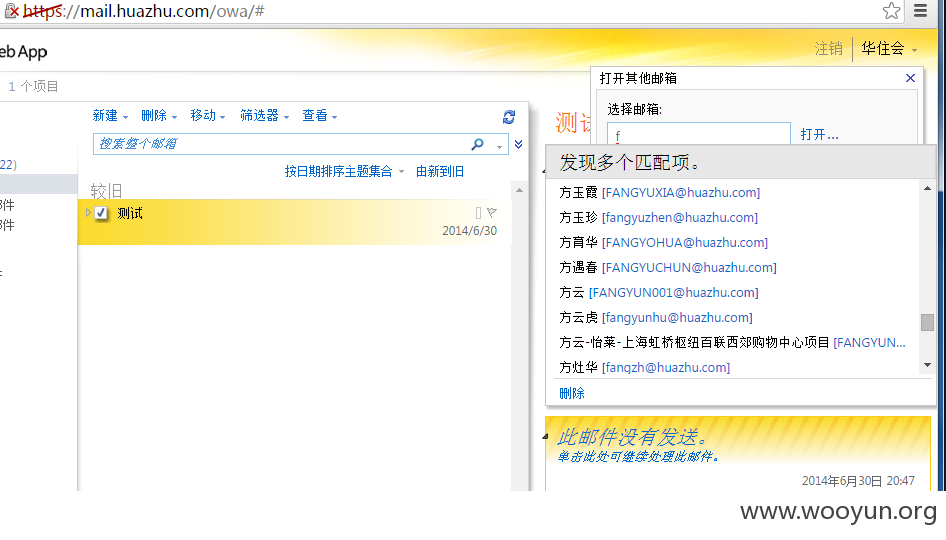 https://mail.huazhu.com/owa/#
eb App
注销 华住会
1 个项目
打开其他邮箱
选择邮箱:
f 打开...
新建 删除 移动 筛选器 查看
测试
搜索整个邮箱
发现多个匹配项。
22)
按日期排序主题集合 由新到旧
较旧
方玉霞 [FANGYUXIA@huazhu.com]
方玉珍 [fangyuzhen@huazhu.com]
方育华 [FANGYOHUA@huazhu.com]
方遇春 [FANGYUCHUN@huazhu.com]
方云 [FANGYUN001@huazhu.com]
方云虎 [fangyunhu@huazhu.com]
方云-怡莱-上海虹桥枢纽百联西郊购物中心项目 [FANGYUN...
方灶华 [fangzh@huazhu.com]
删除
件
件
测试
2014/6/30
此邮件没有发送。
单击此处可继续处理此邮件。
2014年6月30日 20:47
www.wooyun.org